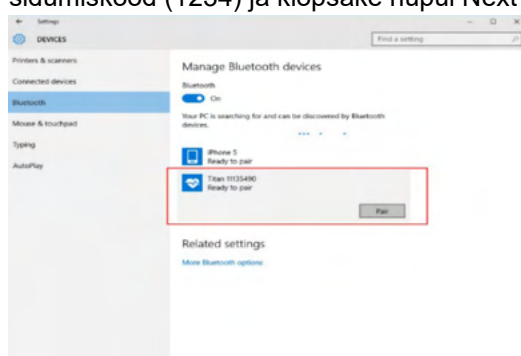 sidumiskood (1234) ja klõpsake nupul Next
Settings
DEVICES
Find a setting
Printers & scanners
Connected devices
Bluetooth
Mouse & touchpad
Typing
AutoPlay
Manage Bluetooth devices
Bluetooth
On
Your PC is searching for and can be discovered by Bluetooth
devices.
iPhone 5
Ready to pair
Titan 11135490
Ready to pair
Pair
Related settings
More Bluetooth options